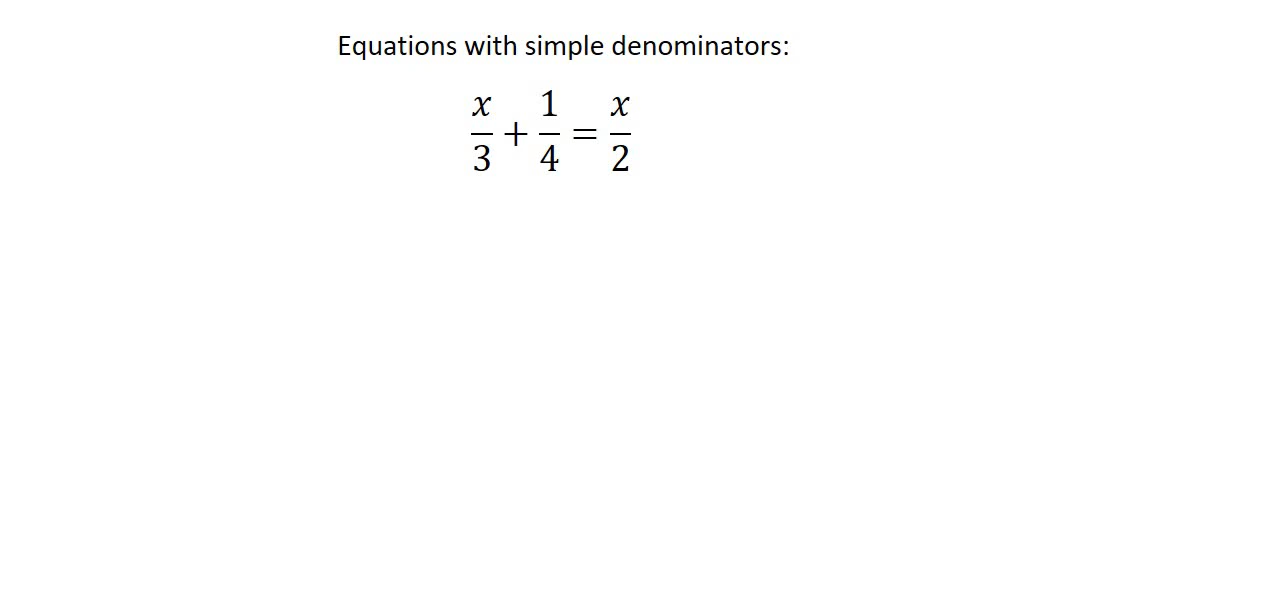 Equations with simple denominators:
x/3 + 1/4 = x/2